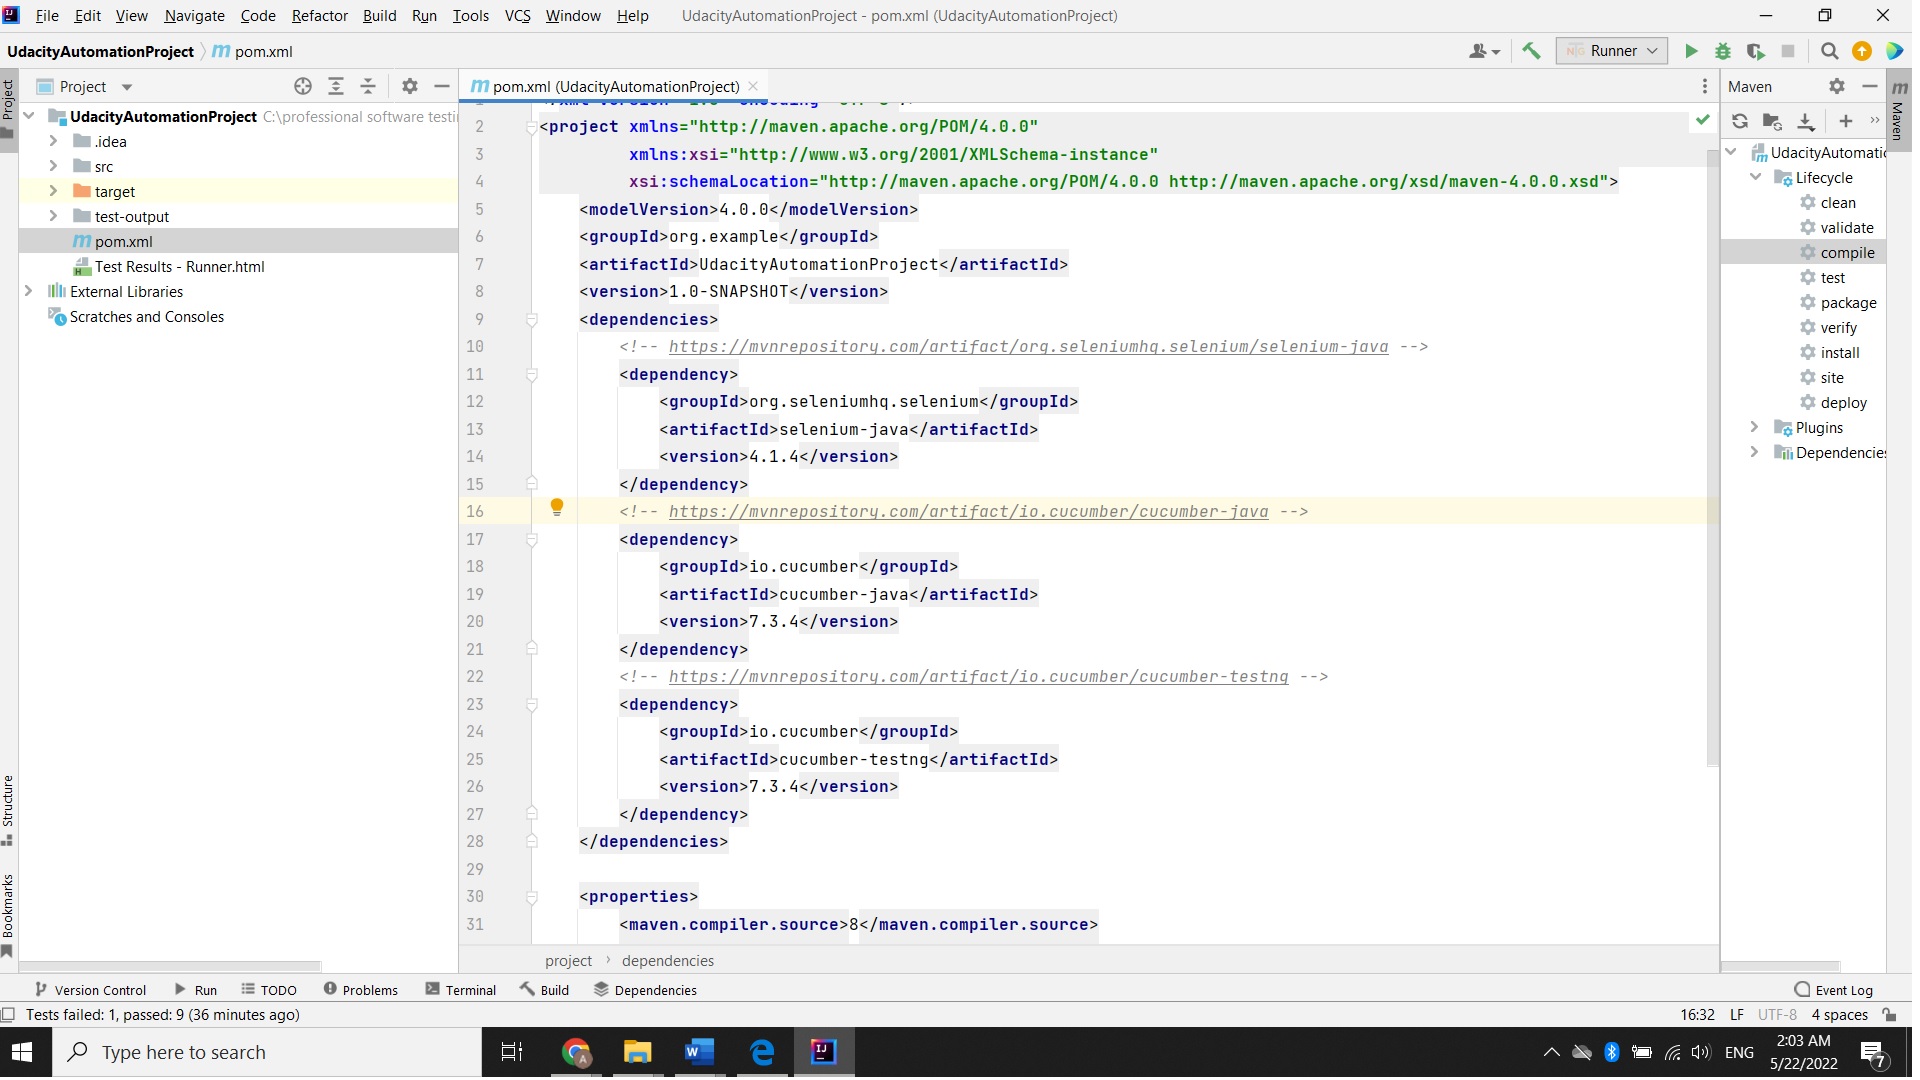 File Edit View Navigate Code Refactor Build Run Tools VCS Window Help UdacityAutomationProject - pom.xml (UdacityAutomationProject)
UdacityAutomationProject pom.xml
Runner
Project
Project
UdacityAutomationProject C:\professional software testi
.idea
src
target
test-output
pom.xml
Test Results - Runner.html
External Libraries
Scratches and Consoles
Structure
Bookmarks
pom.xml (UdacityAutomationProject)
2 <project xmlns="http://maven.apache.org/POM/4.0.0"
3 xmlns:xsi="http://www.w3.org/2001/XMLSchema-instance"
4 xsi:schemaLocation="http://maven.apache.org/POM/4.0.0 http://maven.apache.org/xsd/maven-4.0.0.xsd">
5 <modelVersion>4.0.0</modelVersion>
6 <groupId>org.example</groupId>
7 <artifactId>UdacityAutomationProject</artifactId>
8 <version>1.0-SNAPSHOT</version>
9 <dependencies>
10 <!-- https://mvnrepository.com/artifact/org.seleniumhq.selenium/selenium-java -->
11 <dependency>
12 <groupId>org.seleniumhq.selenium</groupId>
13 <artifactId>selenium-java</artifactId>
14 <version>4.1.4</version>
15 </dependency>
16 <!-- https://mvnrepository.com/artifact/io.cucumber/cucumber-java -->
17 <dependency>
18 <groupId>io.cucumber</groupId>
19 <artifactId>cucumber-java</artifactId>
20 <version>7.3.4</version>
21 </dependency>
22 <!-- https://mvnrepository.com/artifact/io.cucumber/cucumber-testng -->
23 <dependency>
24 <groupId>io.cucumber</groupId>
25 <artifactId>cucumber-testng</artifactId>
26 <version>7.3.4</version>
27 </dependency>
28 </dependencies>
29
30 <properties>
31 <maven.compiler.source>8</maven.compiler.source>
project dependencies
Maven
Maven
UdacityAutomati
Lifecycle
clean
validate
compile
test
package
verify
install
site
deploy
Plugins
Dependencies
Version Control Run TODO Problems Terminal Build Dependencies Event Log
Tests failed: 1, passed: 9 (36 minutes ago) 16:32 LF UTF-8 4 spaces
Type here to search
ENG
2:03 AM
5/22/2022
7